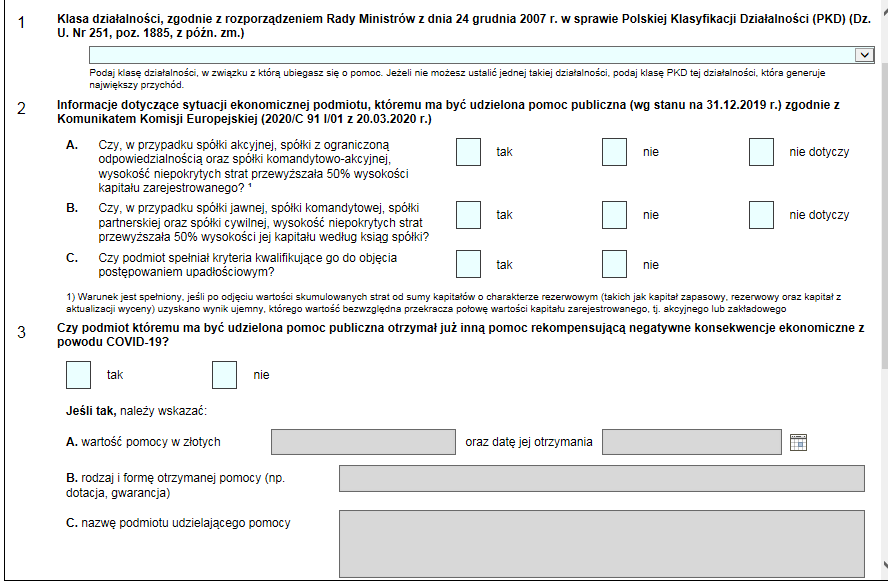 1
Klasa działalności, zgodnie z rozporządzeniem Rady Ministrów z dnia 24 grudnia 2007 r. w sprawie Polskiej Klasyfikacji Działalności (PKD) (Dz.
U. Nr 251, poz. 1885, z późn. zm.)
Podaj klasę działalności, w związku z którą ubiegasz się o pomoc. Jeżeli nie możesz ustalić jednej takiej działalności, podaj klasę PKD tej działalności, która generuje
największy przychód.
2
Informacje dotyczące sytuacji ekonomicznej podmiotu, któremu ma być udzielona pomoc publiczna (wg stanu na 31.12.2019 r.) zgodnie z
Komunikatem Komisji Europejskiej (2020/C 91 I/01 z 20.03.2020 r.)
A. Czy, w przypadku spółki akcyjnej, spółki z ograniczoną
odpowiedzialnością oraz spółki komandytowo-akcyjnej,
wysokość niepokrytych strat przewyższała 50% wysokości
kapitału zarejestrowanego? ¹
tak nie nie dotyczy
B. Czy, w przypadku spółki jawnej, spółki komandytowej, spółki
partnerskiej oraz spółki cywilnej, wysokość niepokrytych strat
przewyższała 50% wysokości jej kapitału według ksiąg spółki?
tak nie nie dotyczy
C. Czy podmiot spełniał kryteria kwalifikujące go do objęcia
postępowaniem upadłościowym?
tak nie
1) Warunek jest spełniony, jeśli po odjęciu wartości skumulowanych strat od sumy kapitałów o charakterze rezerwowym (takich jak kapitał zapasowy, rezerwowy oraz kapitał z
aktualizacji wyceny) uzyskano wynik ujemny, którego wartość bezwzględna przekracza połowę wartości kapitału zarejestrowanego, tj. akcyjnego lub zakładowego
3
Czy podmiot któremu ma być udzielona pomoc publiczna otrzymał już inną pomoc rekompensującą negatywne konsekwencje ekonomiczne z
powodu COVID-19?
tak nie
Jeśli tak, należy wskazać:
A. wartość pomocy w złotych oraz datę jej otrzymania
B. rodzaj i formę otrzymanej pomocy (np.
dotacja, gwarancja)
C. nazwę podmiotu udzielającego pomocy